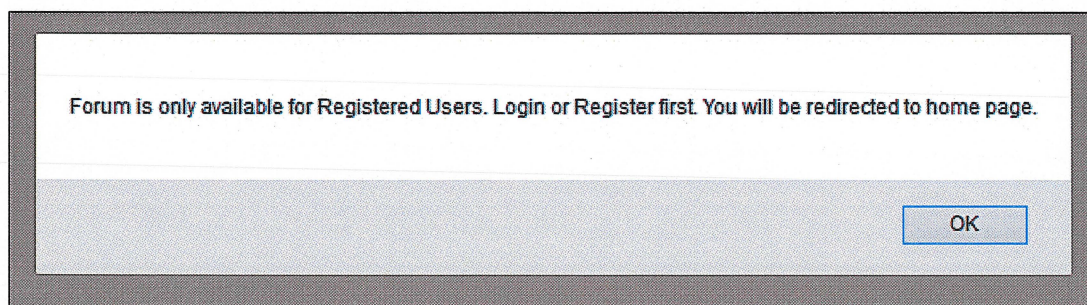 Forum is only available for Registered Users. Login or Register first. You will be redirected to home page.
OK